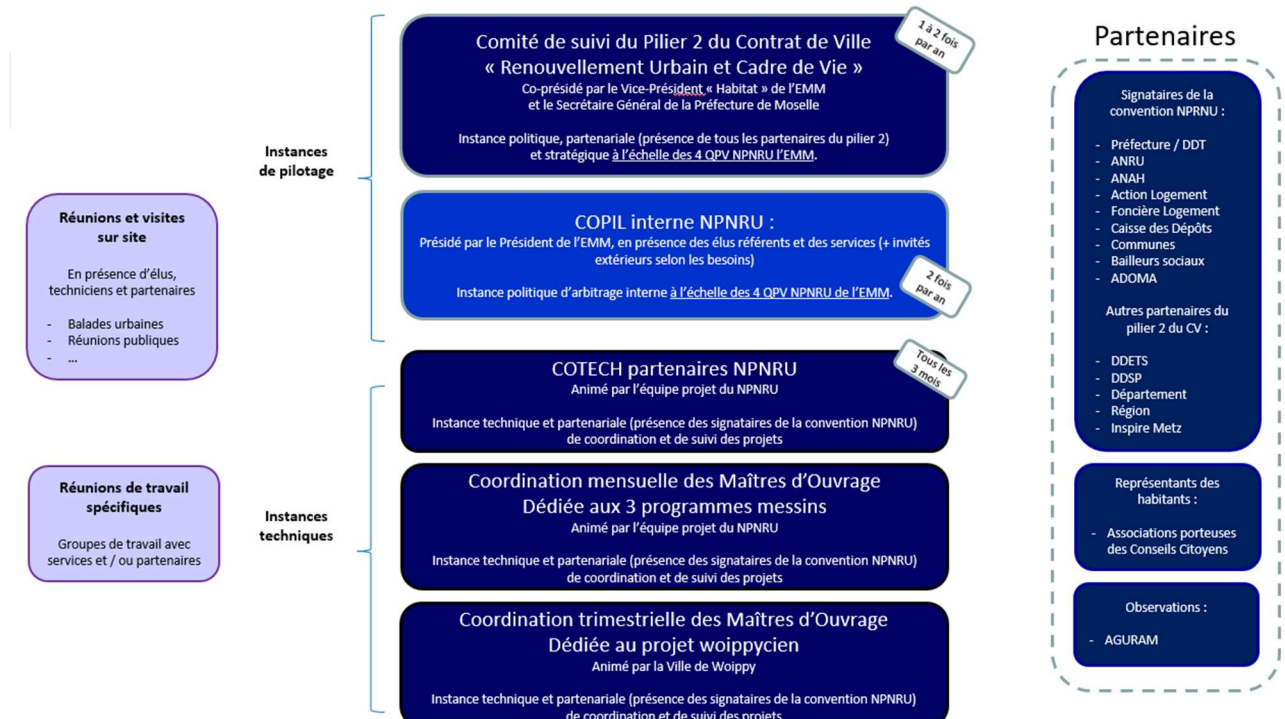 Réunions et visites
sur site
En présence d'élus,
techniciens et partenaires
- Balades urbaines
- Réunions publiques
- ...
Réunions de travail
spécifiques
Groupes de travail avec
services et / ou partenaires
Instances
de pilotage
Instances
techniques
Comité de suivi du Pilier 2 du Contrat de Ville
« Renouvellement Urbain et Cadre de Vie »
Co-présidé par le Vice-Président « Habitat » de l'EMM
et le Secrétaire Général de la Préfecture de Moselle
Instance politique, partenariale (présence de tous les partenaires du pilier 2)
et stratégique à l'échelle des 4 QPV NPNRU l'EMM.
1 à 2 fois
par an
COPIL interne NPNRU :
Présidé par le Président de l'EMM, en présence des élus référents et des services (+ invités
extérieurs selon les besoins)
Instance politique d'arbitrage interne à l'échelle des 4 QPV NPNRU de l'EMM.
2 fois
par an
COTECH partenaires NPNRU
Animé par l'équipe projet du NPNRU
Instance technique et partenariale (présence des signataires de la convention NPNRU)
de coordination et de suivi des projets
Tous les
3 mois
Coordination mensuelle des Maîtres d'Ouvrage
Dédiée aux 3 programmes messins
Animé par l'équipe projet du NPNRU
Instance technique et partenariale (présence des signataires de la convention NPNRU)
de coordination et de suivi des projets
Coordination trimestrielle des Maîtres d'Ouvrage
Dédiée au projet woippycien
Animé par la Ville de Woippy
Instance technique et partenariale (présence des signataires de la convention NPNRU)
de coordination et de suivi des projets
Partenaires
Signataires de la
convention NPRNU :
- Préfecture / DDT
- ANRU
- ANAH
- Action Logement
- Foncière Logement
- Caisse des Dépôts
- Communes
- Bailleurs sociaux
- ADOMA
Autres partenaires du
pilier 2 du CV :
- DDETS
- DDSP
- Département
- Région
- Inspire Metz
Représentants des
habitants :
- Associations porteuses
des Conseils Citoyens
Observations :
- AGURAM